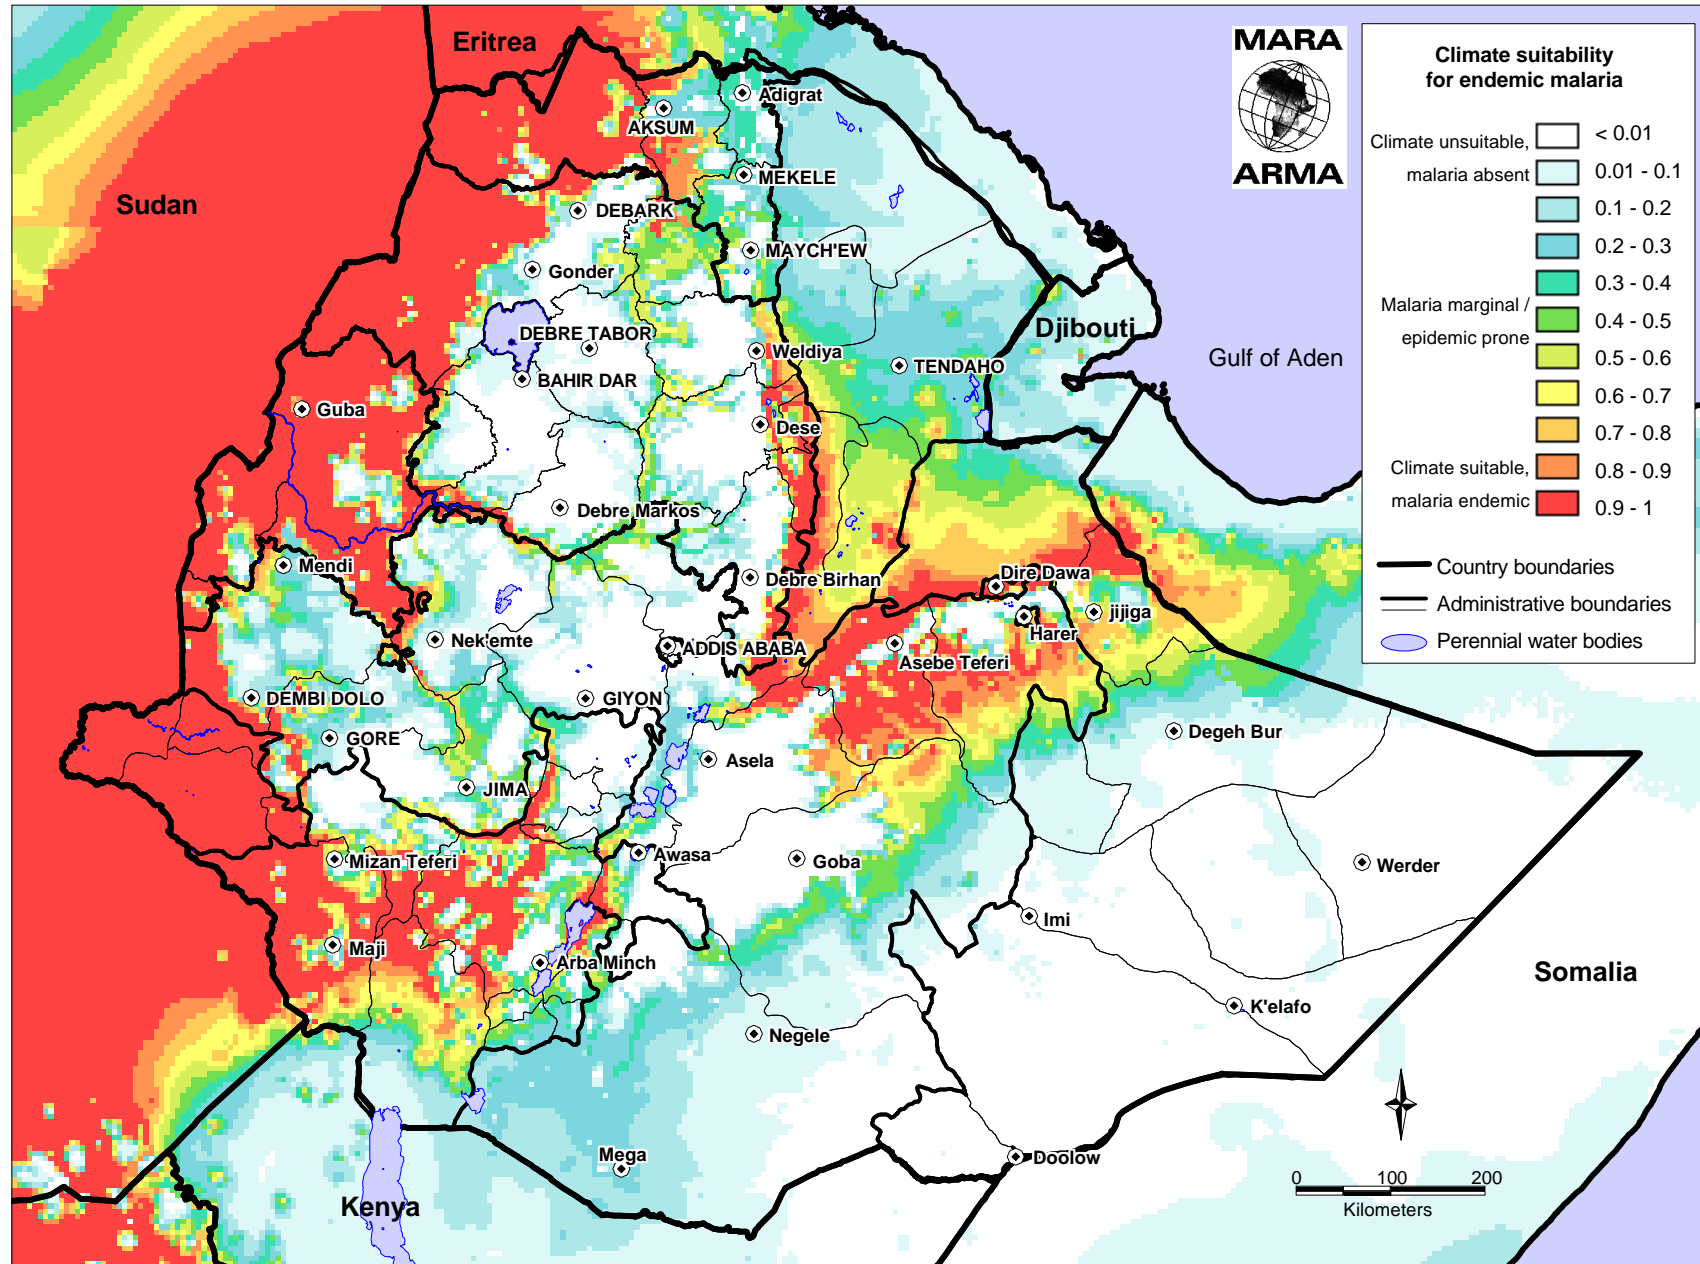 Eritrea
MARA
ARMA
Climate suitability
for endemic malaria
Climate unsuitable,
malaria absent
Malaria marginal /
epidemic prone
Climate suitable,
malaria endemic
< 0.01
0.01 - 0.1
0.1 - 0.2
0.2 - 0.3
0.3 - 0.4
0.4 - 0.5
0.5 - 0.6
0.6 - 0.7
0.7 - 0.8
0.8 - 0.9
0.9 - 1
Country boundaries
Administrative boundaries
Perennial water bodies
Adigrat
AKSUM
MEKELE
Sudan
DEBARK
MAYCH'EW
Gonder
Djibouti
DEBRE TABOR
Weldiya
Gulf of Aden
TENDAHO
BAHIR DAR
Guba
Dese
Debre Markos
Mendi
Dire Dawa
Debre Birhan
jijiga
Harer
Nek'emte
ADDIS ABABA
Asebe Teferi
DEMBI DOLO
GIYON
Degeh Bur
GORE
Asela
JIMA
Awasa
Mizan Teferi
Goba
Werder
Imi
Maji
Arba Minch
Somalia
K'elafo
Negele
Mega
Doolow
Kenya
0 100 200
Kilometers